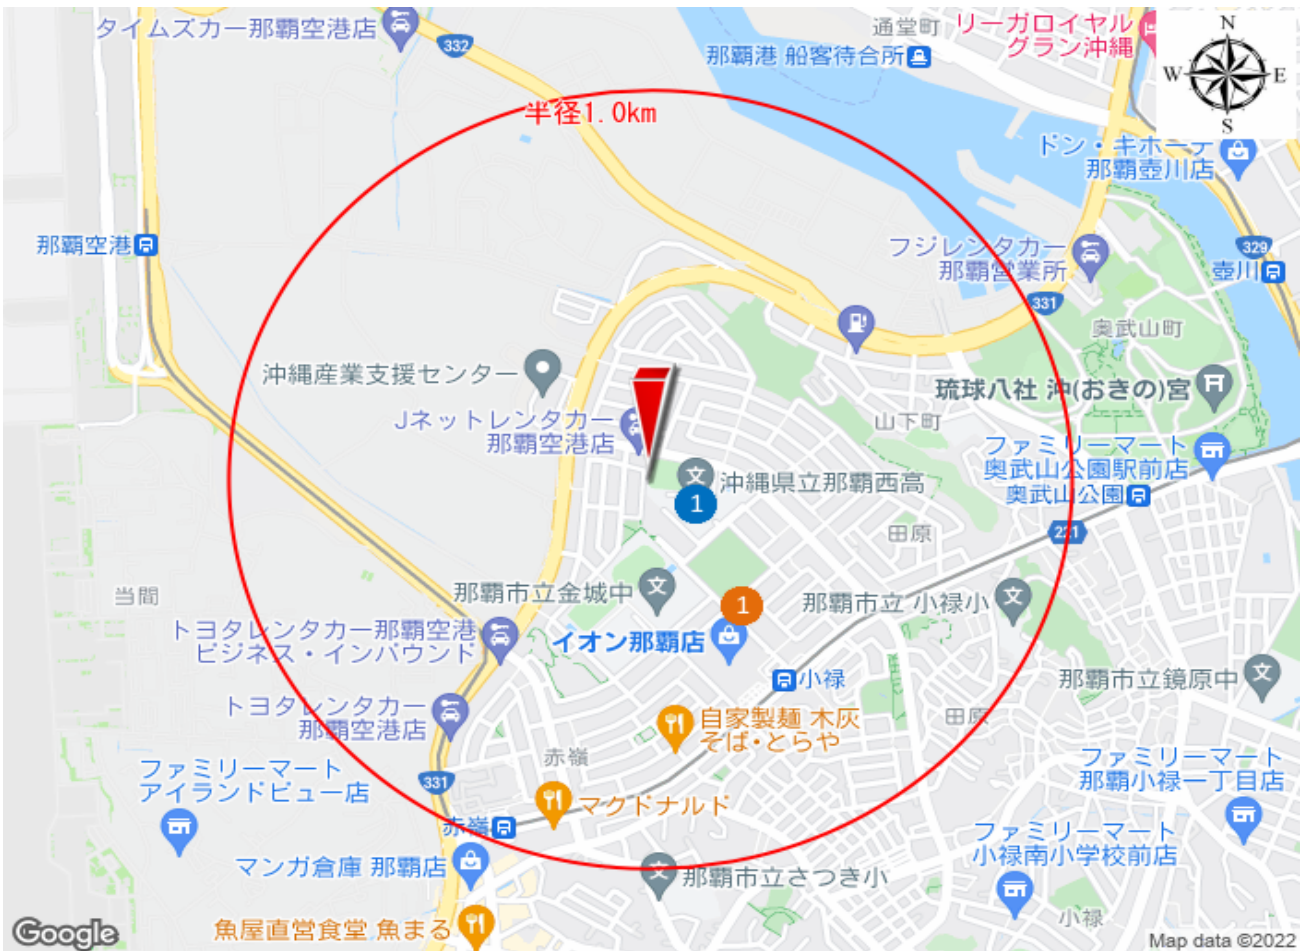 タイムズカー那覇空港店
332
通堂町
リーガロイヤル
グラン沖縄
N
W
E
S
那覇港 船客待合所
半径1.0km
ドン・キホーテ
那覇壺川店
那覇空港
フジレンタカー
那覇営業所
329
壺川
331
奥武山町
沖縄産業支援センター
琉球八社 沖(おきの)宮
Jネットレンタカー
那覇空港店
山下町
ファミリーマート
奥武山公園駅前店
奥武山公園
文
沖縄県立那覇西高
1
田原
221
当間
那覇市立金城中
文
1
那覇市立 小禄小
文
トヨタレンタカー那覇空港
ビジネス・インバウンド
イオン那覇店
小禄
那覇市立鏡原中
文
トヨタレンタカー
那覇空港店
自家製麺 木灰
そば・とらや
田原
赤嶺
ファミリーマート
アイランドビュー店
331
マクドナルド
ファミリーマート
那覇小禄一丁目店
赤嶺
ファミリーマート
小禄南小学校前店
マンガ倉庫 那覇店
文
那覇市立さつき小
魚屋直営食堂 魚まる
小禄
Google
Map data ©2022